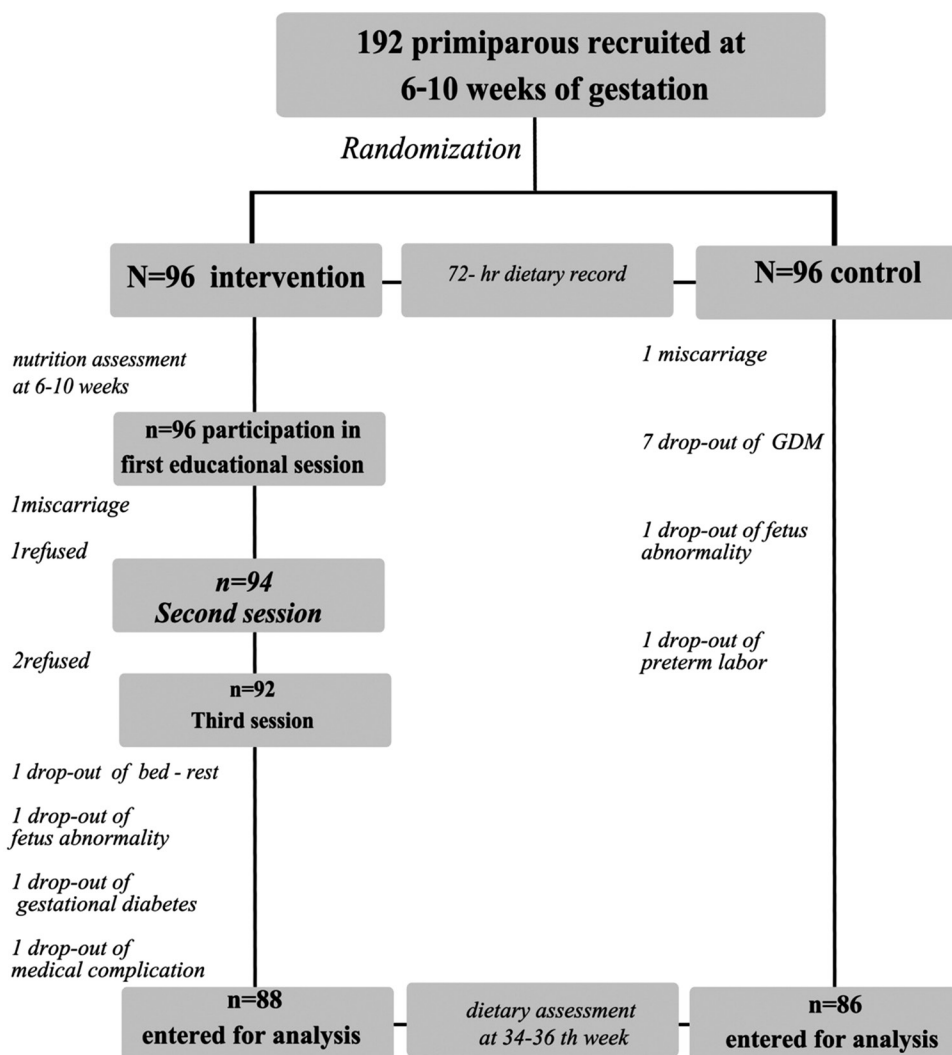 192 primiparous recruited at
6-10 weeks of gestation
Randomization
N=96 intervention
72- hr dietary record
N=96 control
nutrition assessment
at 6-10 weeks
n=96 participation in
first educational session
1miscarriage
1refused
n=94
Second session
2refused
n=92
Third session
1 drop-out of bed - rest
1 drop-out of
fetus abnormality
1 drop-out of
gestational diabetes
1 drop-out of
medical complication
1 miscarriage
7 drop-out of GDM
1 drop-out of fetus
abnormality
1 drop-out of
preterm labor
n=88
entered for analysis
dietary assessment
at 34-36 th week
n=86
entered for analysis